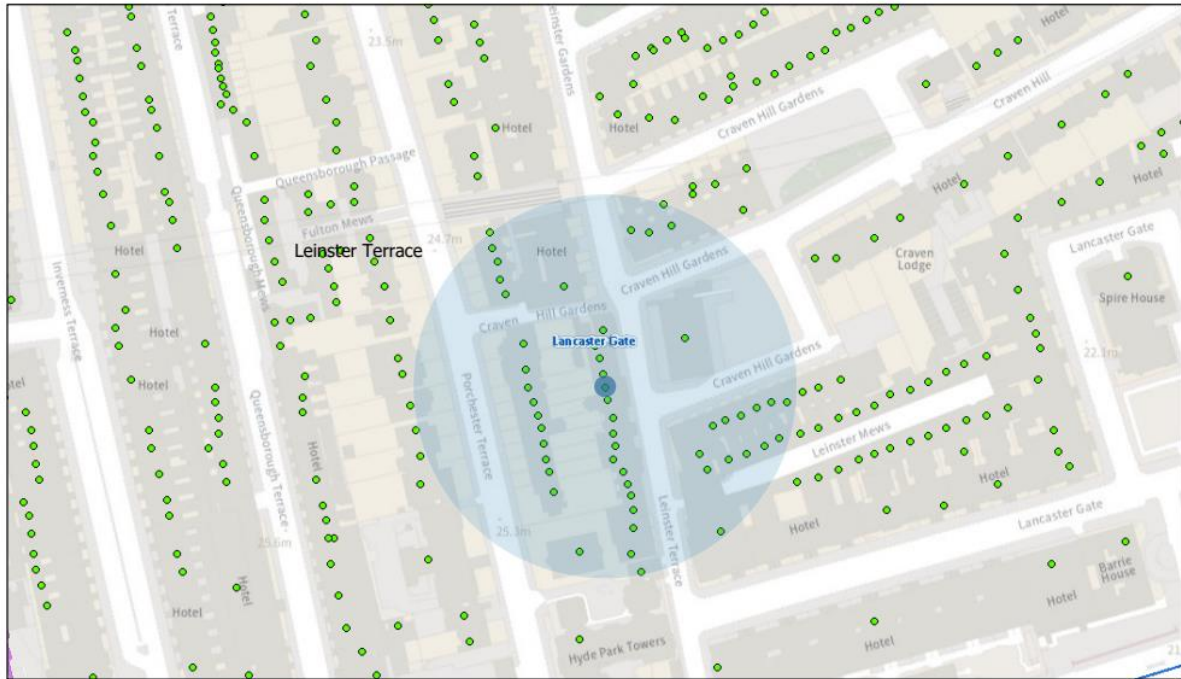 Terrace
23.5m
Leinster Gardens
Hotel
Hotel
Hotel
Craven Hill Gardens
Craven Hill
Queensborough Passage
Queensborough Mews
Fulton Mews
24.7m
Leinster Terrace
Hotel
Hotel
Hotel
Hotel
Craven Hill Gardens
Craven Lodge
Lancaster Gate
Spire House
Inverness Terrace
Hotel
Craven Hill Gardens
Lancaster Gate
22.1m
Hotel
Porchester Terrace
Craven Hill Gardens
Queensborough Terrace
Hotel
Leinster Mews
Hotel
25.6m
25.3m
Leinster Terrace
Hotel
Lancaster Gate
Hotel
Hotel
Barrie House
Hotel
Hotel
Hyde Park Towers